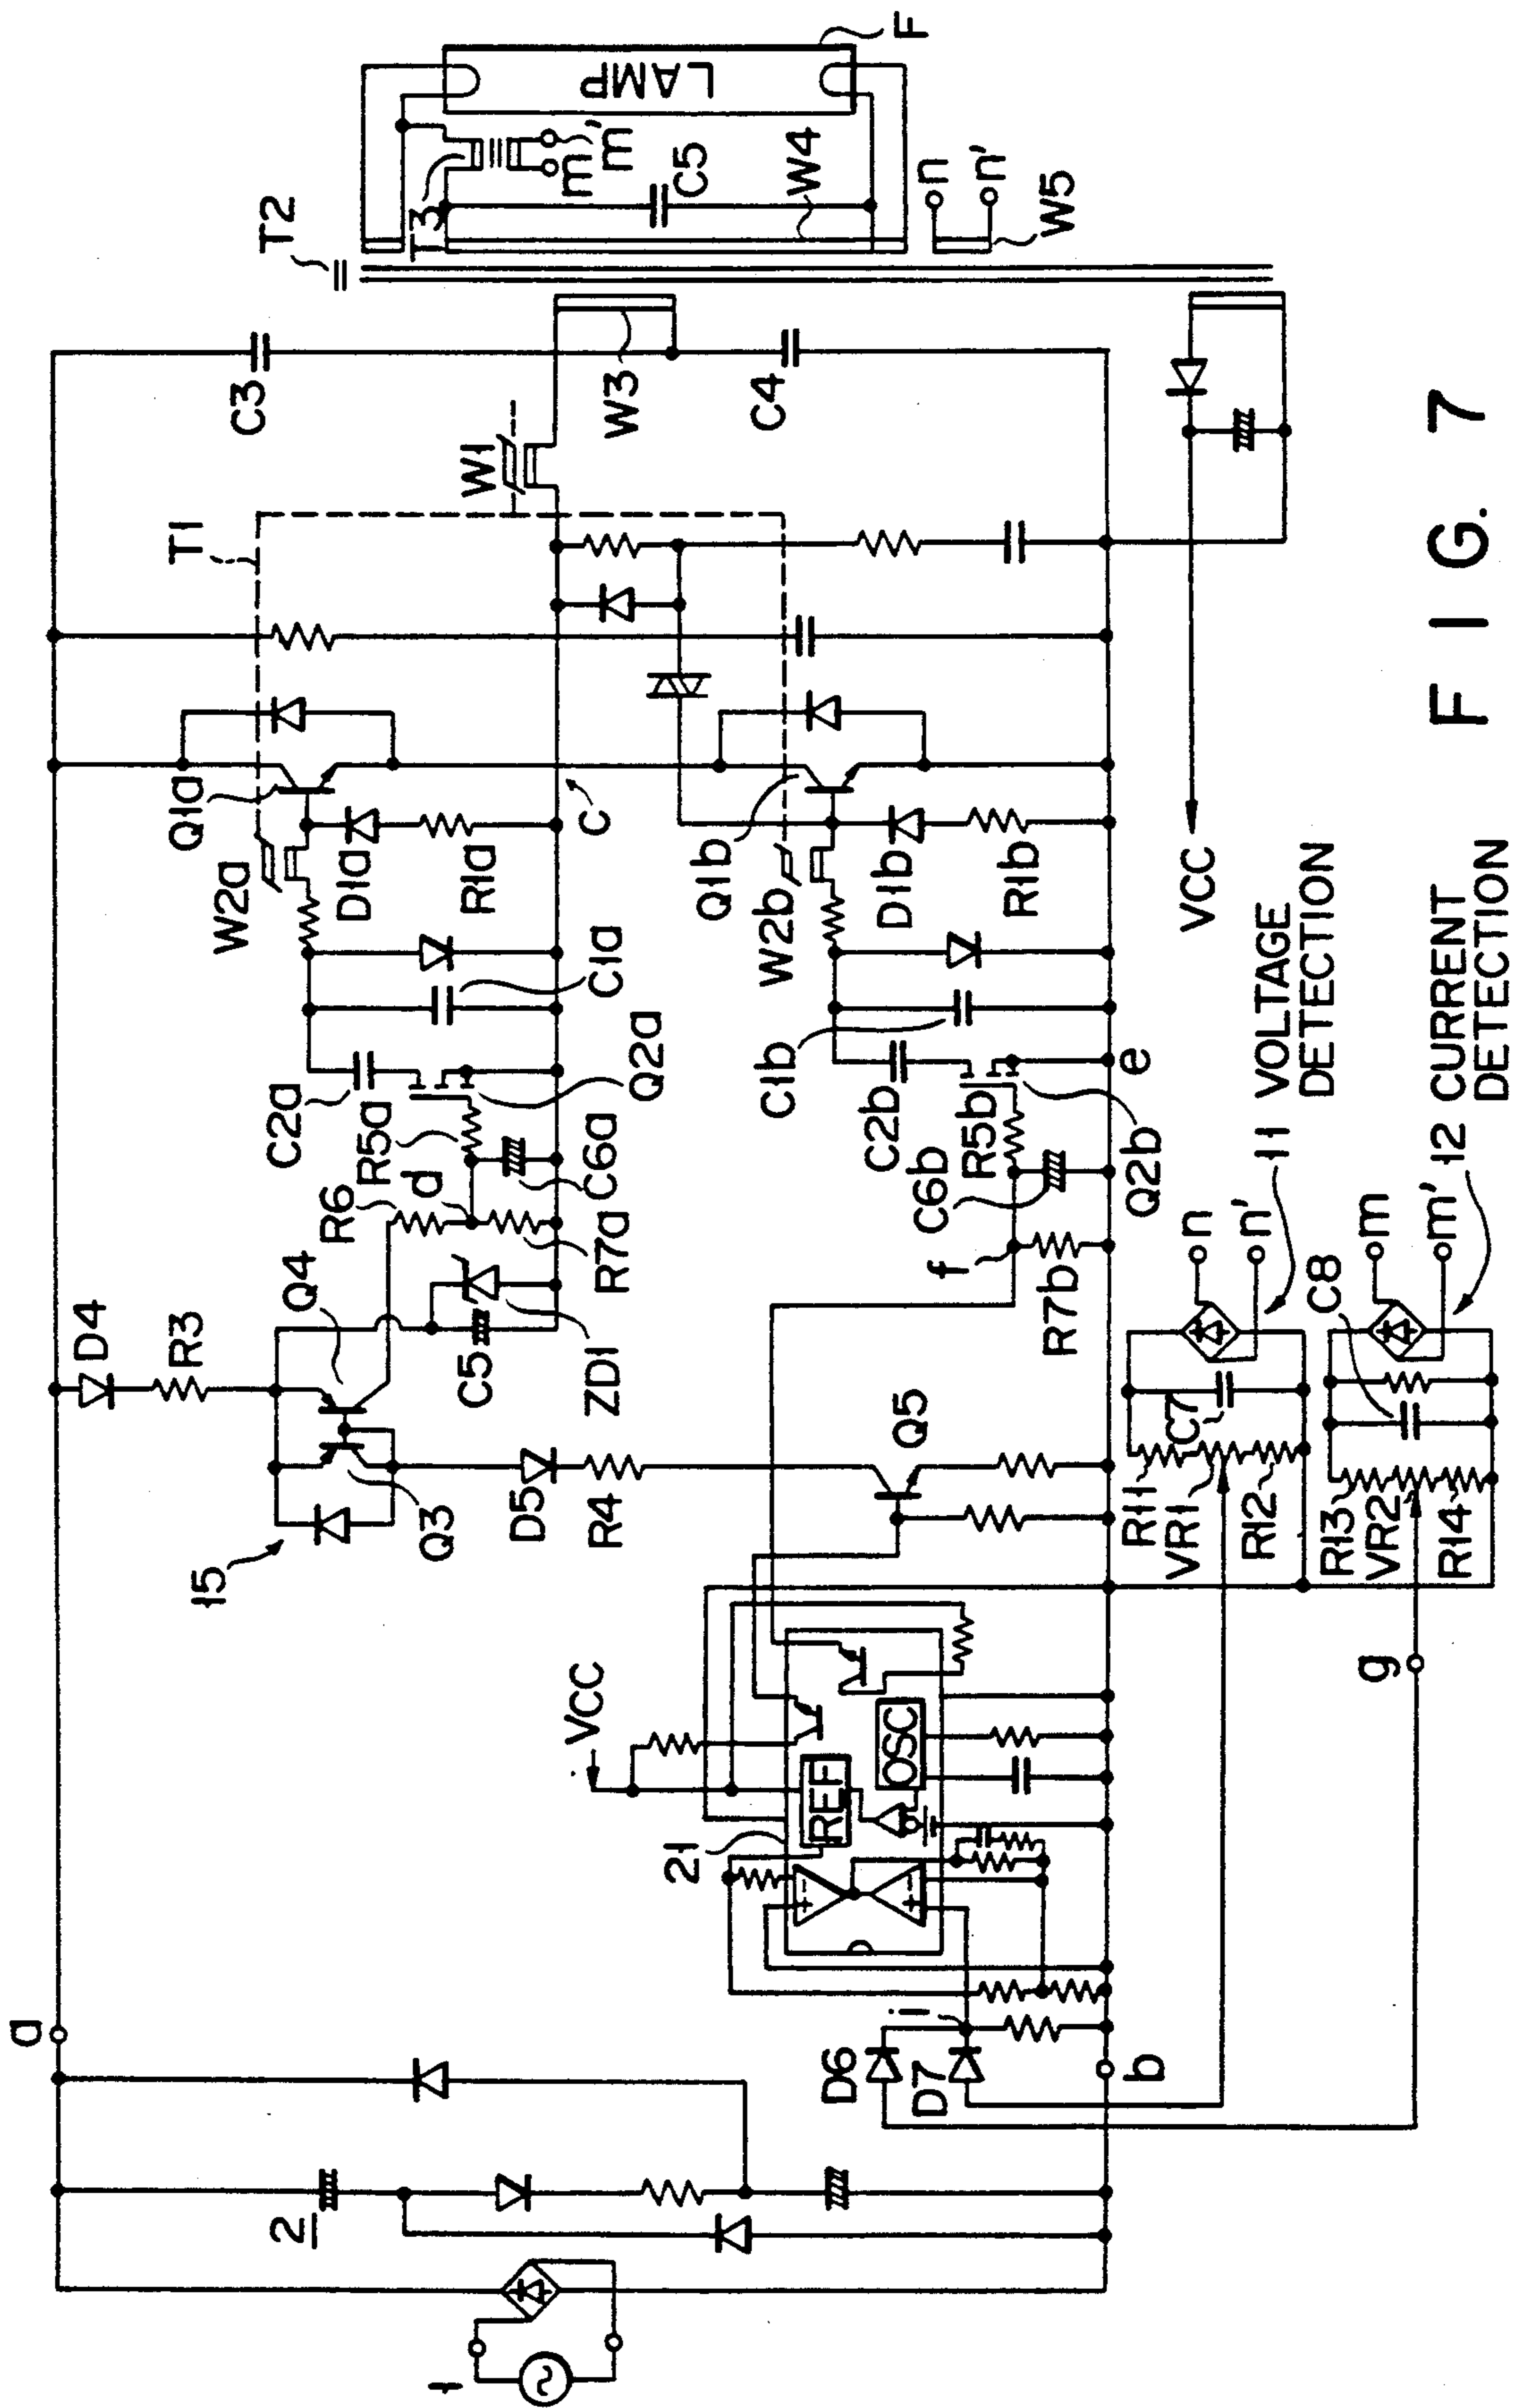 a
1
2
b
D4
R3
15
Q3
Q4
R6
d
R5a
C2a
C5
ZD1
R7a
C6a
Q2a
C1a
W2a
D1a
R1a
Q1a
T1
c
W1
C3
W3
C4
T2
T3
m
m'
C5
W4
LAMP
F
n
n'
W5
D5
R4
Q5
f
R7b
C6b
R5b
Q2b
C2b
C1b
e
W2b
D1b
R1b
Q1b
VCC
VCC
21
REF
OSC
+
-
+
-
D6
D7
i
R11
VR1
R12
C7
n
n'
11 VOLTAGE
DETECTION
g
R13
VR2
R14
C8
m
m'
12 CURRENT
DETECTION
FIG. 7